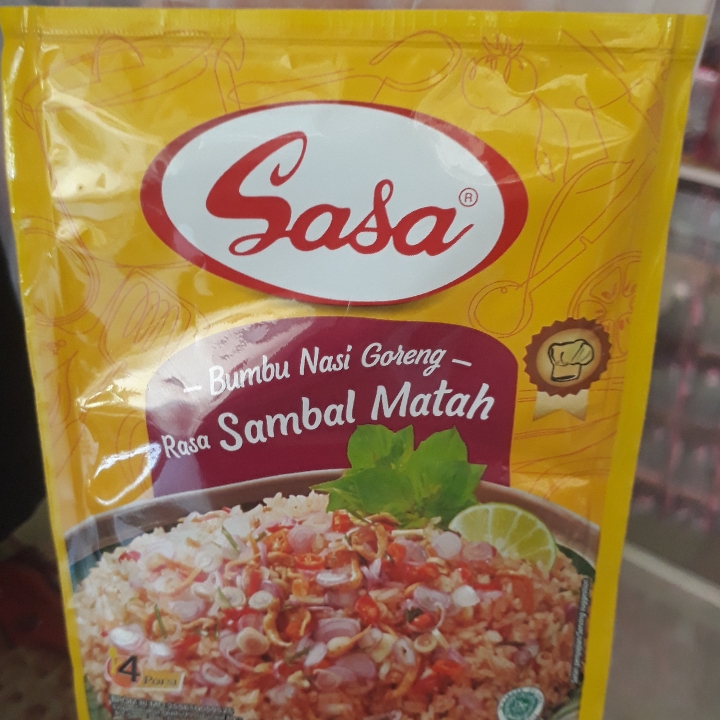 Sasa®
– Bumbu Nasi Goreng –
Rasa Sambal Matah
4 Porsi